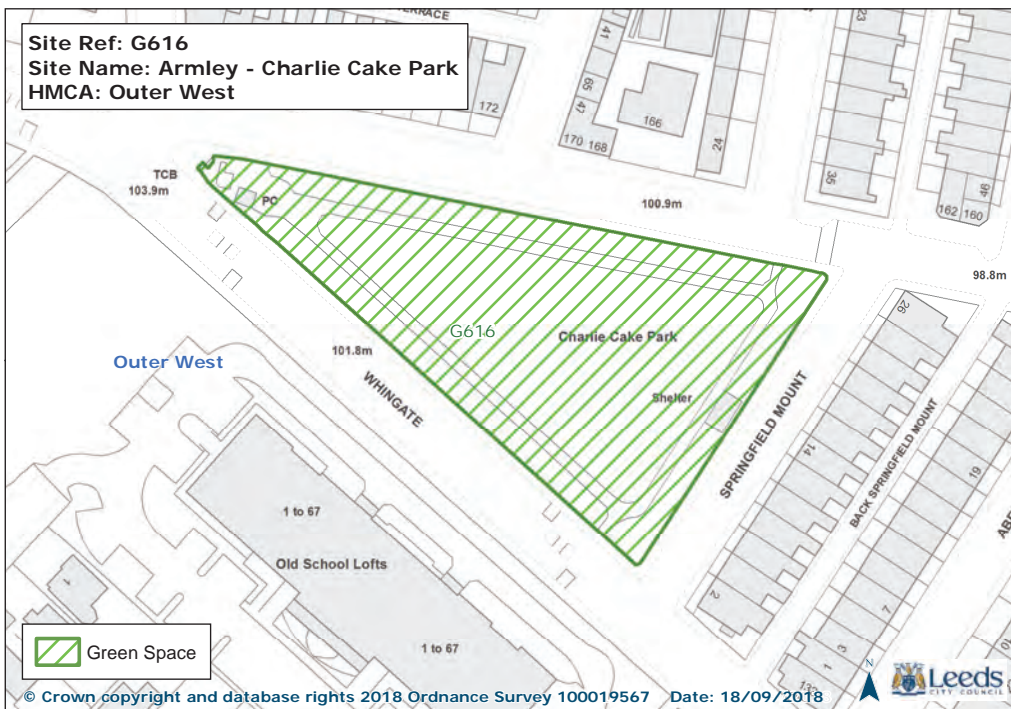 TERRACE
Site Ref: G616
Site Name: Armley - Charlie Cake Park
HMCA: Outer West
172
41
65
47
170 168
166
24
23
35
46
162 160
TCB
103.9m
PC
100.9m
98.8m
G616
Charlie Cake Park
101.8m
Outer West
WHINGATE
Shelter
SPRINGFIELD MOUNT
26
14
2
BACK SPRINGFIELD MOUNT
19
7
3
1
ABE
10
1 to 67
Old School Lofts
1
1 to 67
Green Space
N
Leeds
CITY COUNCIL
© Crown copyright and database rights 2018 Ordnance Survey 100019567 Date: 18/09/2018